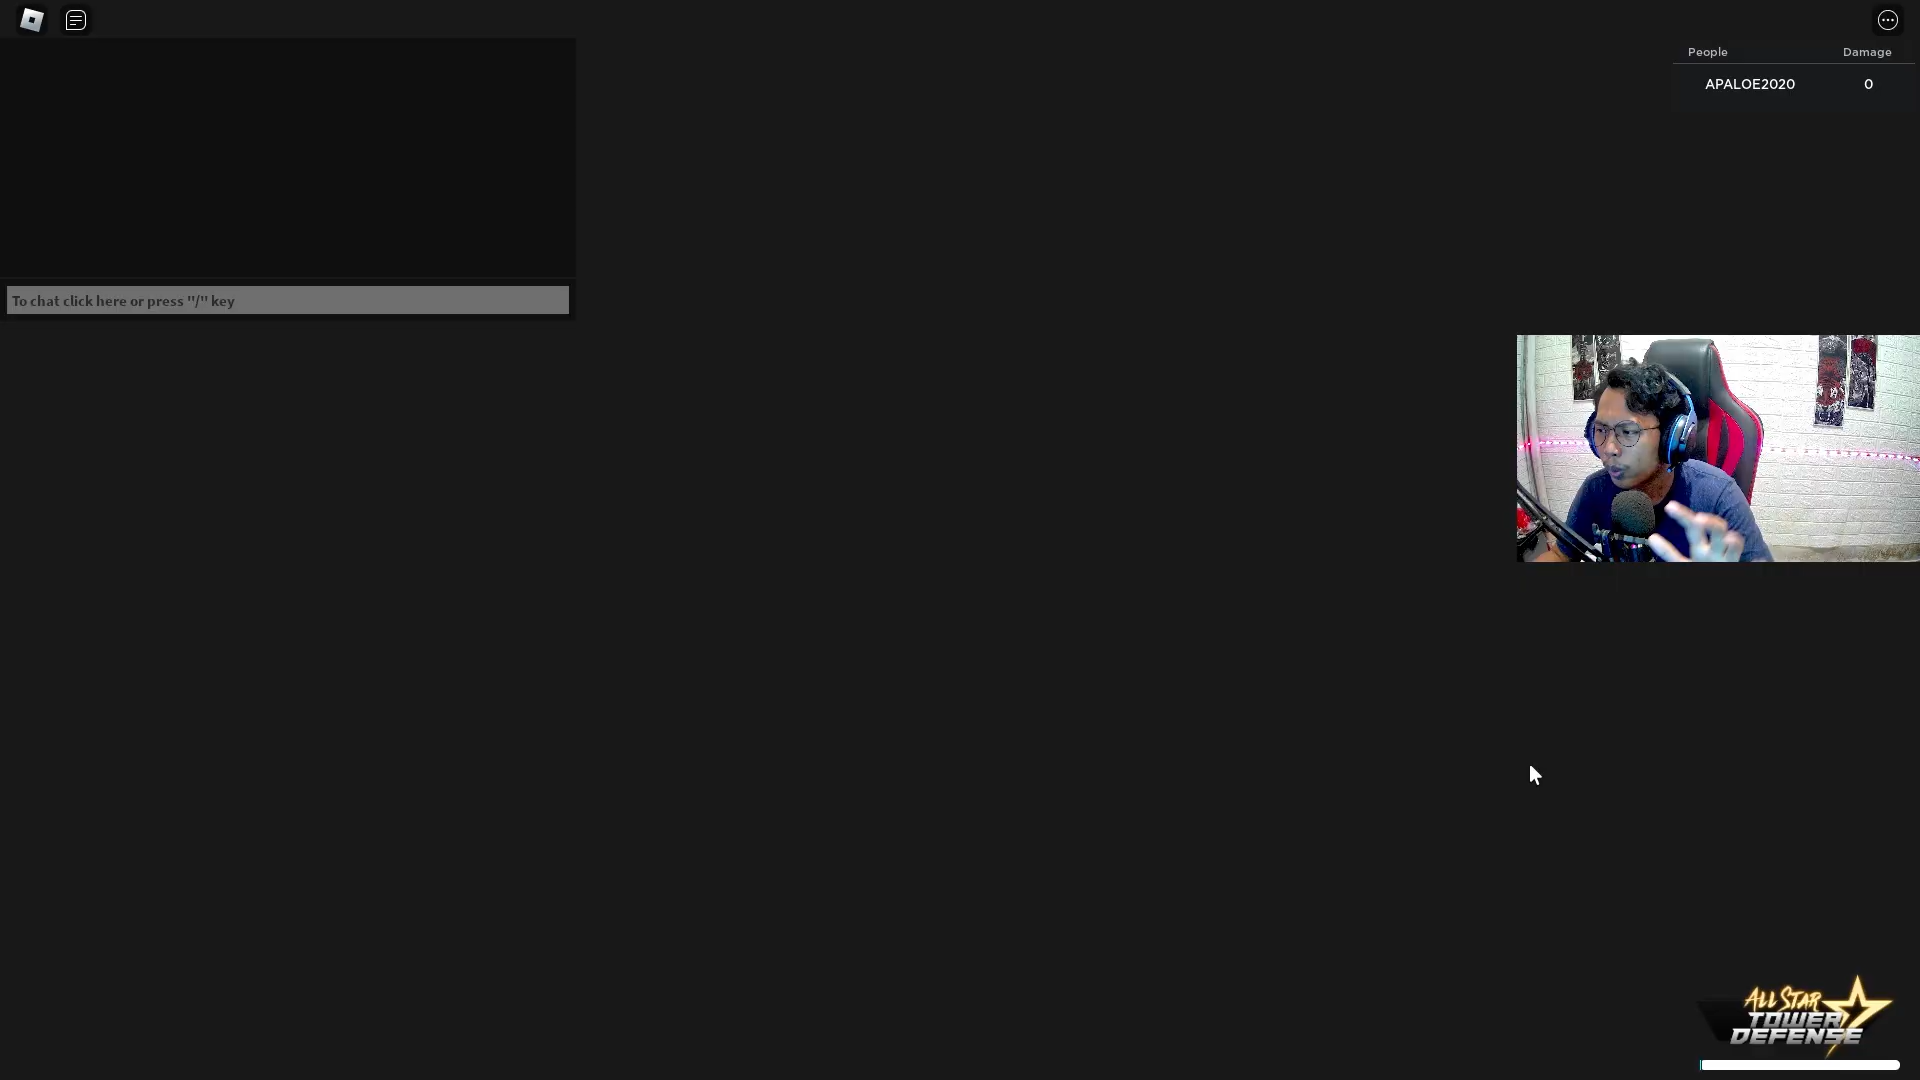 People Damage
APALOE2020 0
To chat click here or press "/" key
ALL STAR
TOWER
DEFENSE